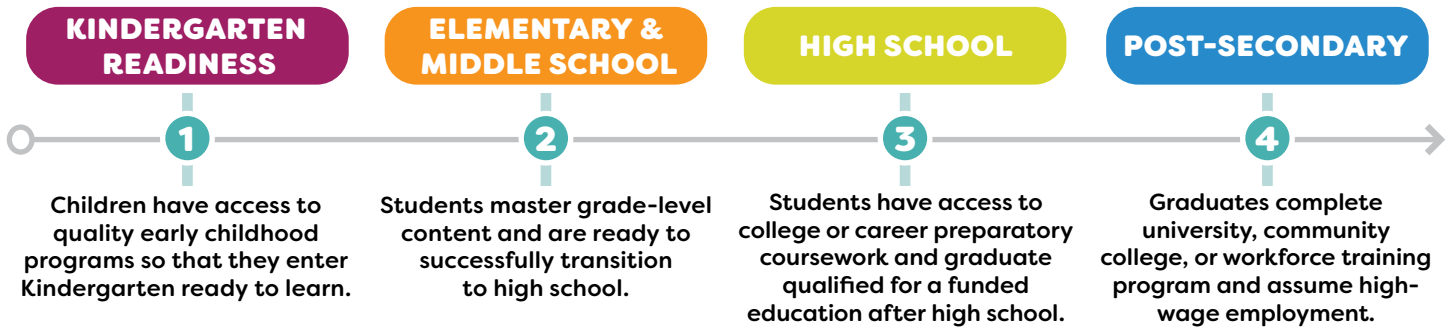 KINDERGARTEN
READINESS
1
Children have access to
quality early childhood
programs so that they enter
Kindergarten ready to learn.
ELEMENTARY &
MIDDLE SCHOOL
2
Students master grade-level
content and are ready to
successfully transition
to high school.
HIGH SCHOOL
3
Students have access to
college or career preparatory
coursework and graduate
qualified for a funded
education after high school.
POST-SECONDARY
4
Graduates complete
university, community
college, or workforce training
program and assume high-
wage employment.